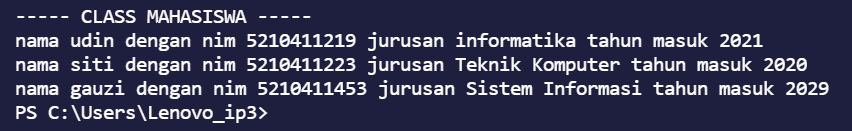 ----- CLASS MAHASISWA -----
nama udin dengan nim 5210411219 jurusan informatika tahun masuk 2021
nama siti dengan nim 5210411223 jurusan Teknik Komputer tahun masuk 2020
nama gauzi dengan nim 5210411453 jurusan Sistem Informasi tahun masuk 2029
PS C:\Users\Lenovo_ip3>